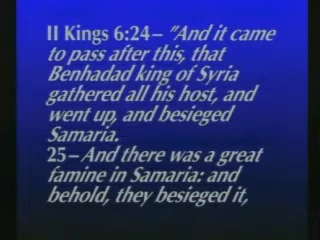 II Kings 6:24– "And it came
to pass after this, that
Benhadad king of Syria
gathered all his host, and
went up, and besieged
Samaria.
25–And there was a great
famine in Samaria: and
behold, they besieged it,